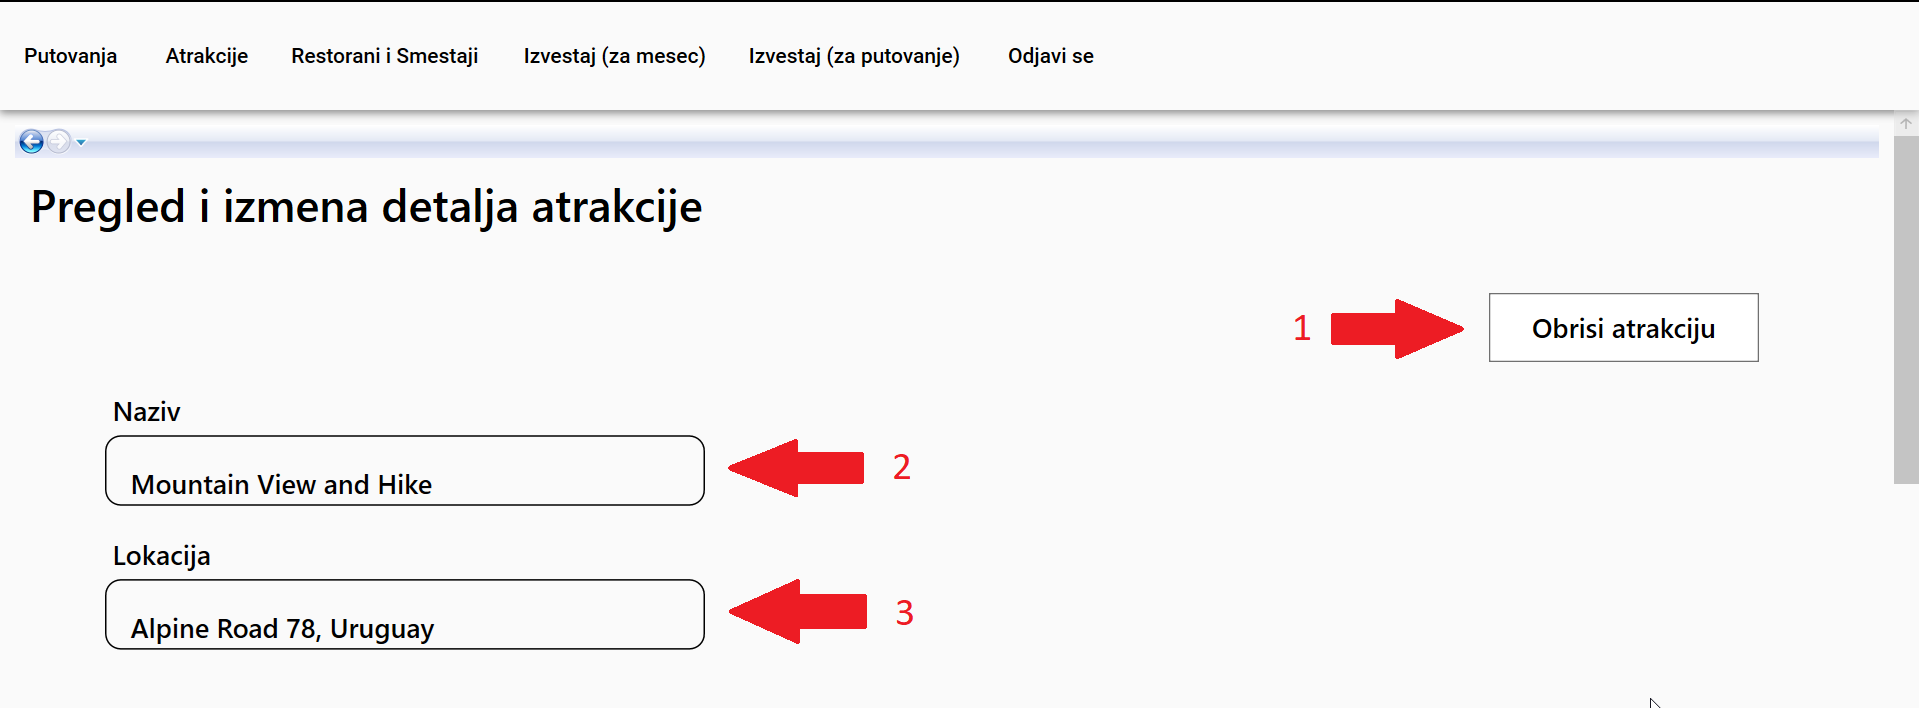 Putovanja Atrakcije Restorani i Smestaji Izvestaj (za mesec) Izvestaj (za putovanje) Odjavi se
Pregled i izmena detalja atrakcije
1 Obrisi atrakciju
Naziv
Mountain View and Hike 2
Lokacija
Alpine Road 78, Uruguay 3